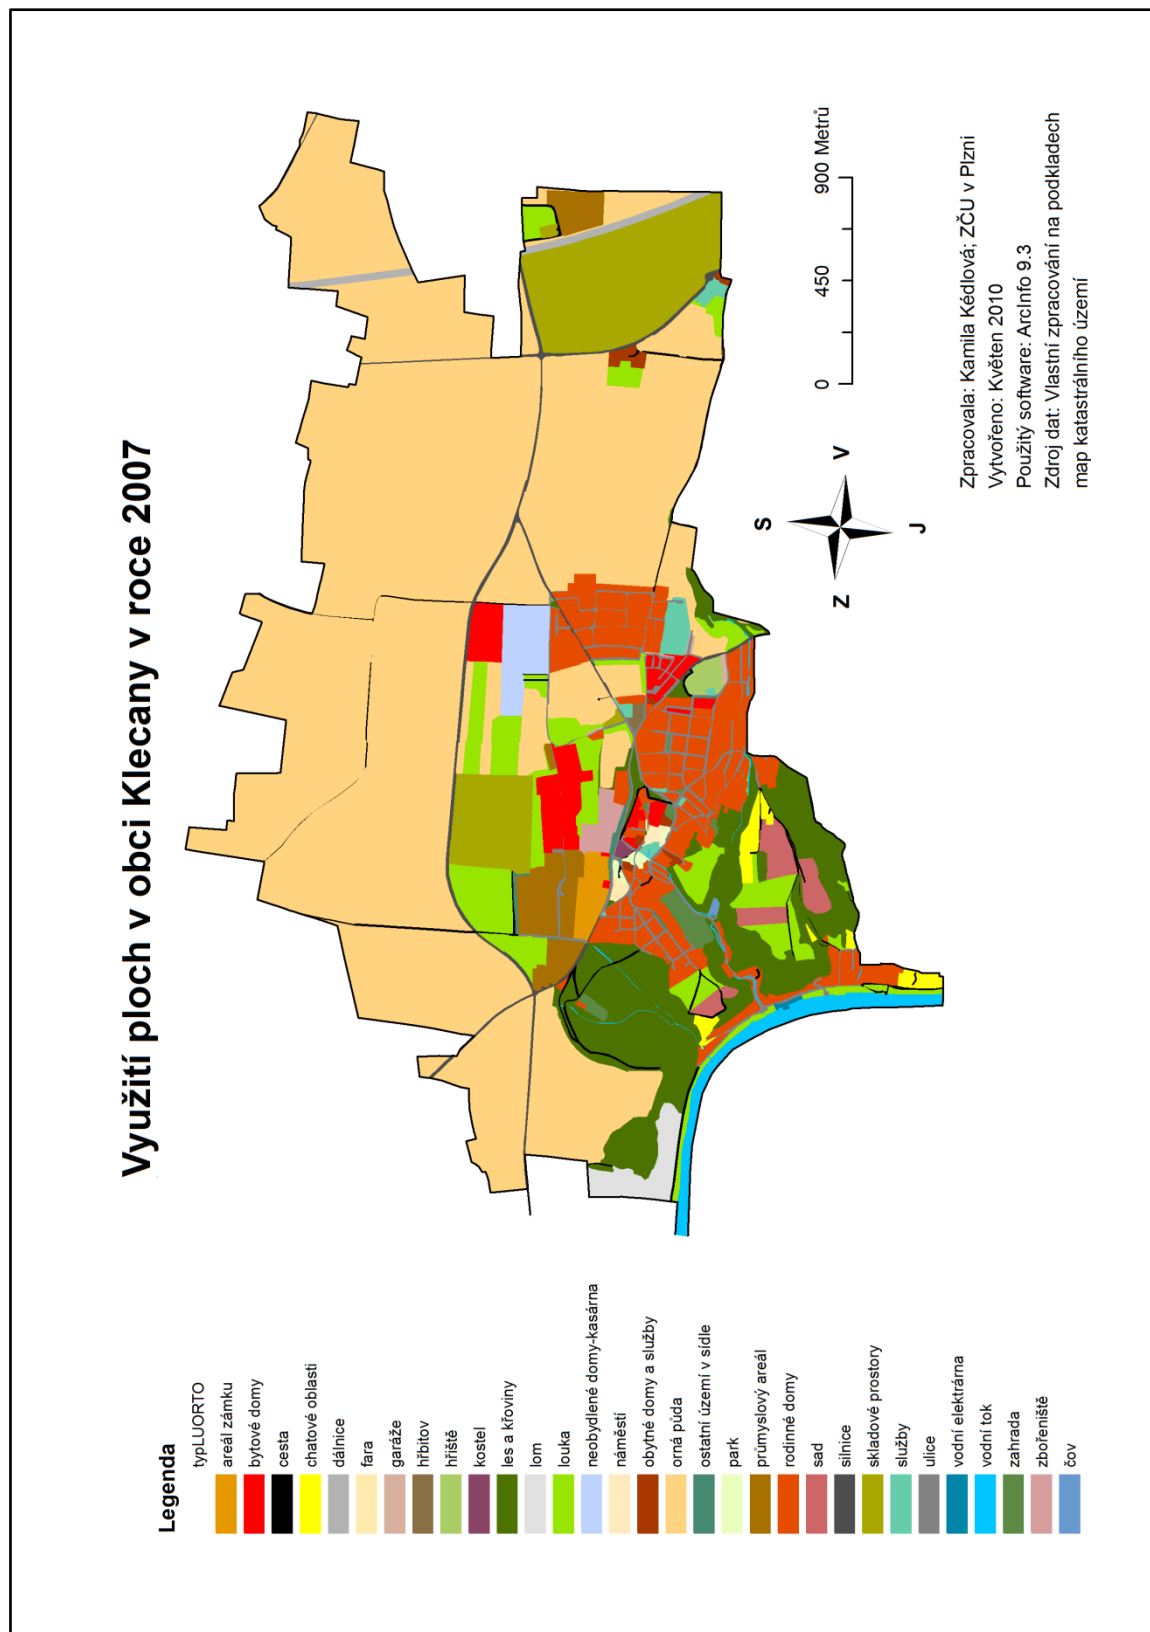 Využití ploch v obci Klecany v roce 2007
S
Z
V
J
0
450
900 Metrů
Zpracovala: Kamila Kédlová; ZČU v Plzni
Vytvořeno: Květen 2010
Použitý software: ArcInfo 9.3
Zdroj dat: Vlastní zpracování na podkladech
map katastrálního území
Legenda
typLUORTO
areál zámku
bytové domy
cesta
chatové oblasti
dálnice
fara
garáže
hřbitov
hřiště
kostel
les a křoviny
lom
louka
neobydlené domy-kasárna
náměstí
obytné domy a služby
orná půda
ostatní území v sídle
park
průmyslový areál
rodinné domy
sad
silnice
skladové prostory
služby
ulice
vodní elektrárna
vodní tok
zahrada
zbořeniště
čov